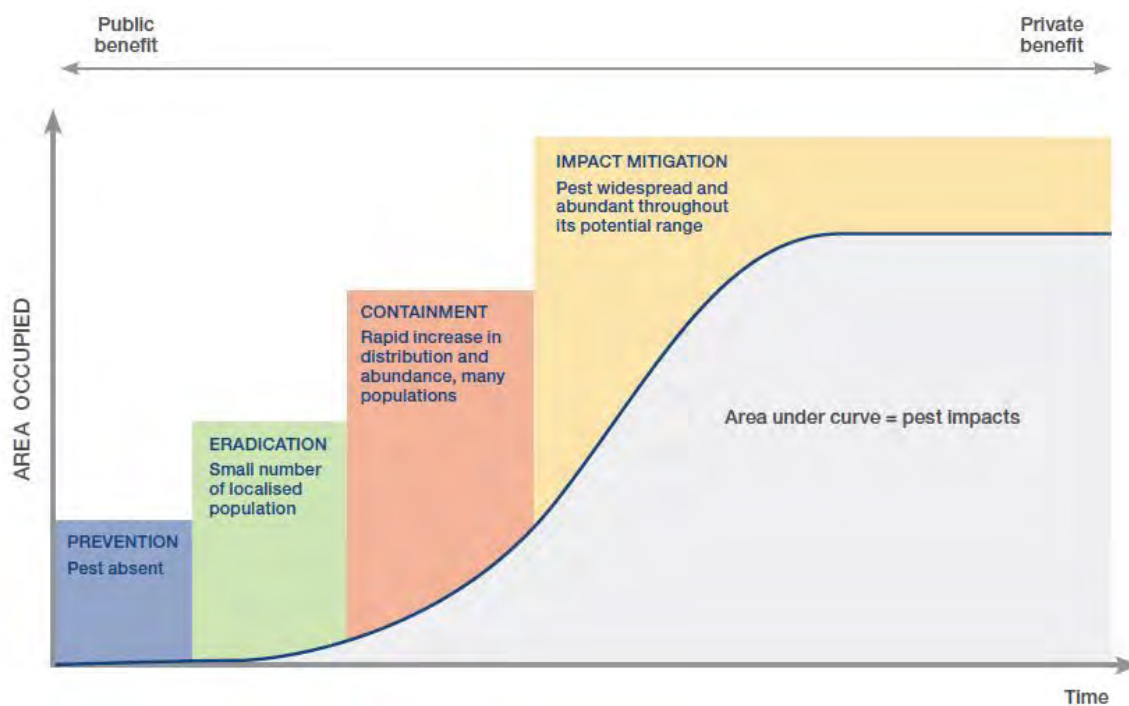 Public
benefit
Private
benefit
AREA OCCUPIED
IMPACT MITIGATION
Pest widespread and
abundant throughout
its potential range
CONTAINMENT
Rapid increase in
distribution and
abundance, many
populations
ERADICATION
Small number
of localised
population
PREVENTION
Pest absent
Area under curve = pest impacts
Time